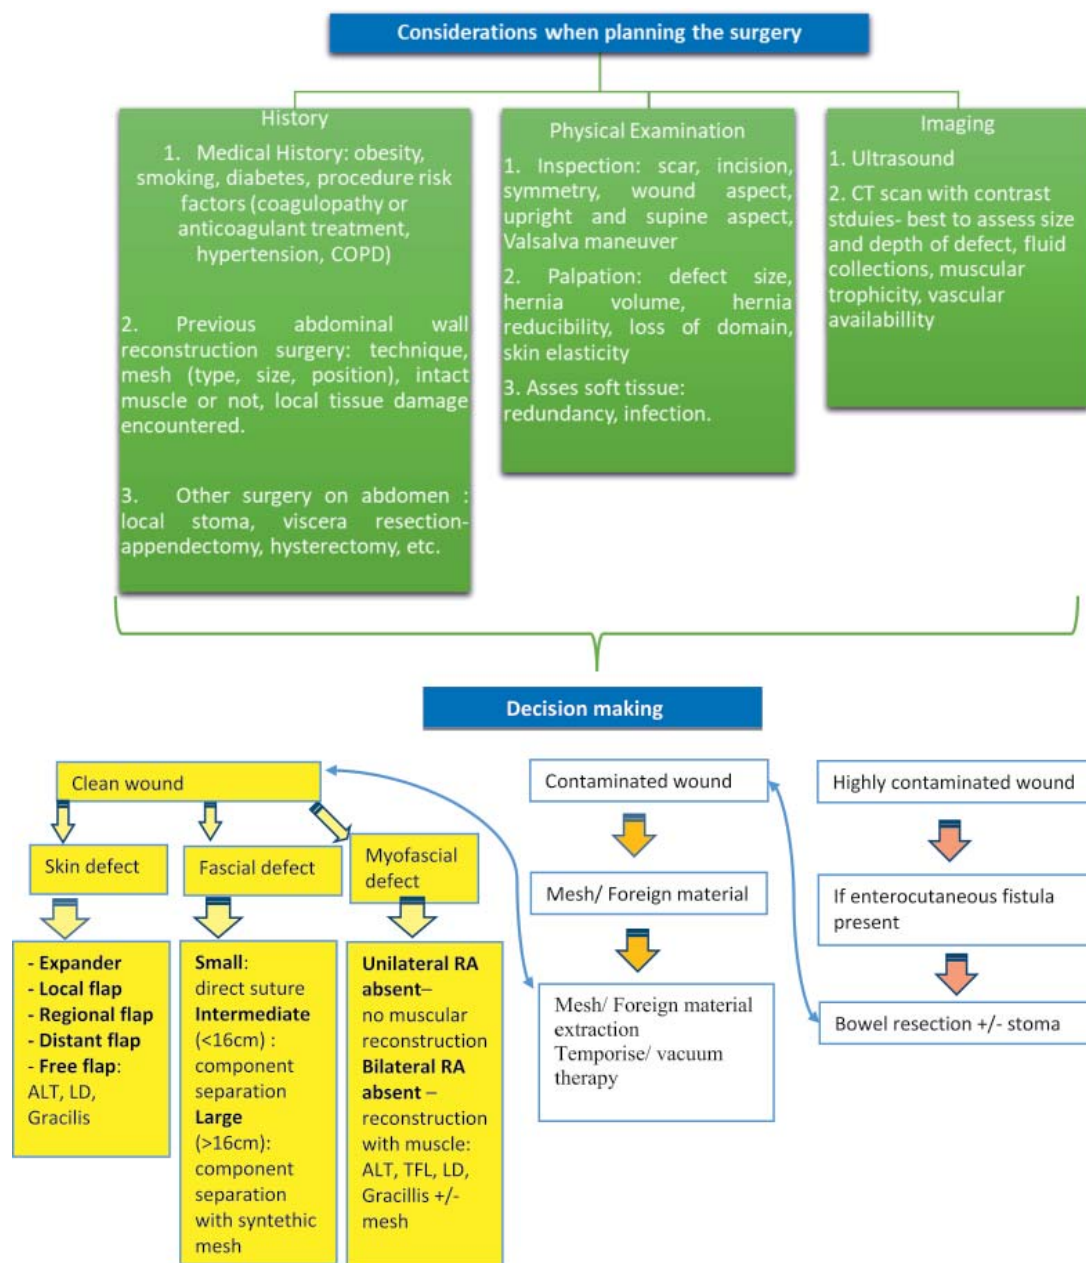 Considerations when planning the surgery
History
1. Medical History: obesity,
smoking, diabetes, procedure risk
factors (coagulopathy or
anticoagulant treatment,
hypertension, COPD)
2. Previous abdominal wall
reconstruction surgery: technique,
mesh (type, size, position), intact
muscle or not, local tissue damage
encountered.
3. Other surgery on abdomen :
local stoma, viscera resection-
appendectomy, hysterectomy, etc.
Physical Examination
1. Inspection: scar, incision,
symmetry, wound aspect,
upright and supine aspect,
Valsalva maneuver
2. Palpation: defect size,
hernia volume, hernia
reducibility, loss of domain,
skin elasticity
3. Asses soft tissue:
redundancy, infection.
Imaging
1. Ultrasound
2. CT scan with contrast
stduies- best to assess size
and depth of defect, fluid
collections, muscular
trophicity, vascular
availabillity
Decision making
Clean wound
Skin defect
- Expander
- Local flap
- Regional flap
- Distant flap
- Free flap:
ALT, LD,
Gracilis
Fascial defect
Small:
direct suture
Intermediate
(<16cm) :
component
separation
Large
(>16cm):
component
separation
with syntethic
mesh
Myofascial
defect
Unilateral RA
absent–
no muscular
reconstruction
Bilateral RA
absent –
reconstruction
with muscle:
ALT, TFL, LD,
Gracillis +/-
mesh
Contaminated wound
Mesh/ Foreign material
Mesh/ Foreign material
extraction
Temporise/ vacuum
therapy
Highly contaminated wound
If enterocutaneous fistula
present
Bowel resection +/- stoma